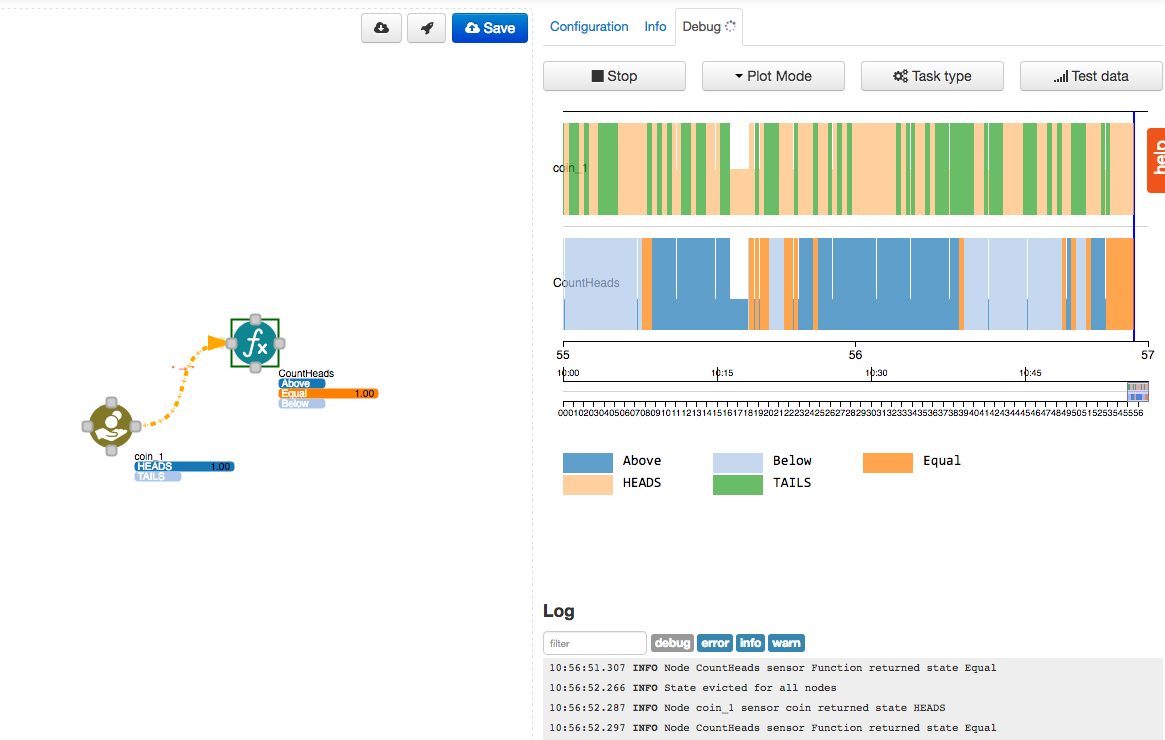 Save
Configuration Info Debug
Stop Plot Mode Task type Test data
help
coin_1
CountHeads
55 56 57
10:00 10:15 10:30 10:45
000102030405060708091011121314151617181920212223242526272829303132333435363738394041424344454647484950515253545556
Above Below Equal
HEADS TAILS
CountHeads
Above
Equal 1.00
Below
coin_1
HEADS 1.00
TAILS
Log
filter debug error info warn
10:56:51.307 INFO Node CountHeads sensor Function returned state Equal
10:56:52.266 INFO State evicted for all nodes
10:56:52.287 INFO Node coin_1 sensor coin returned state HEADS
10:56:52.297 INFO Node CountHeads sensor Function returned state Equal